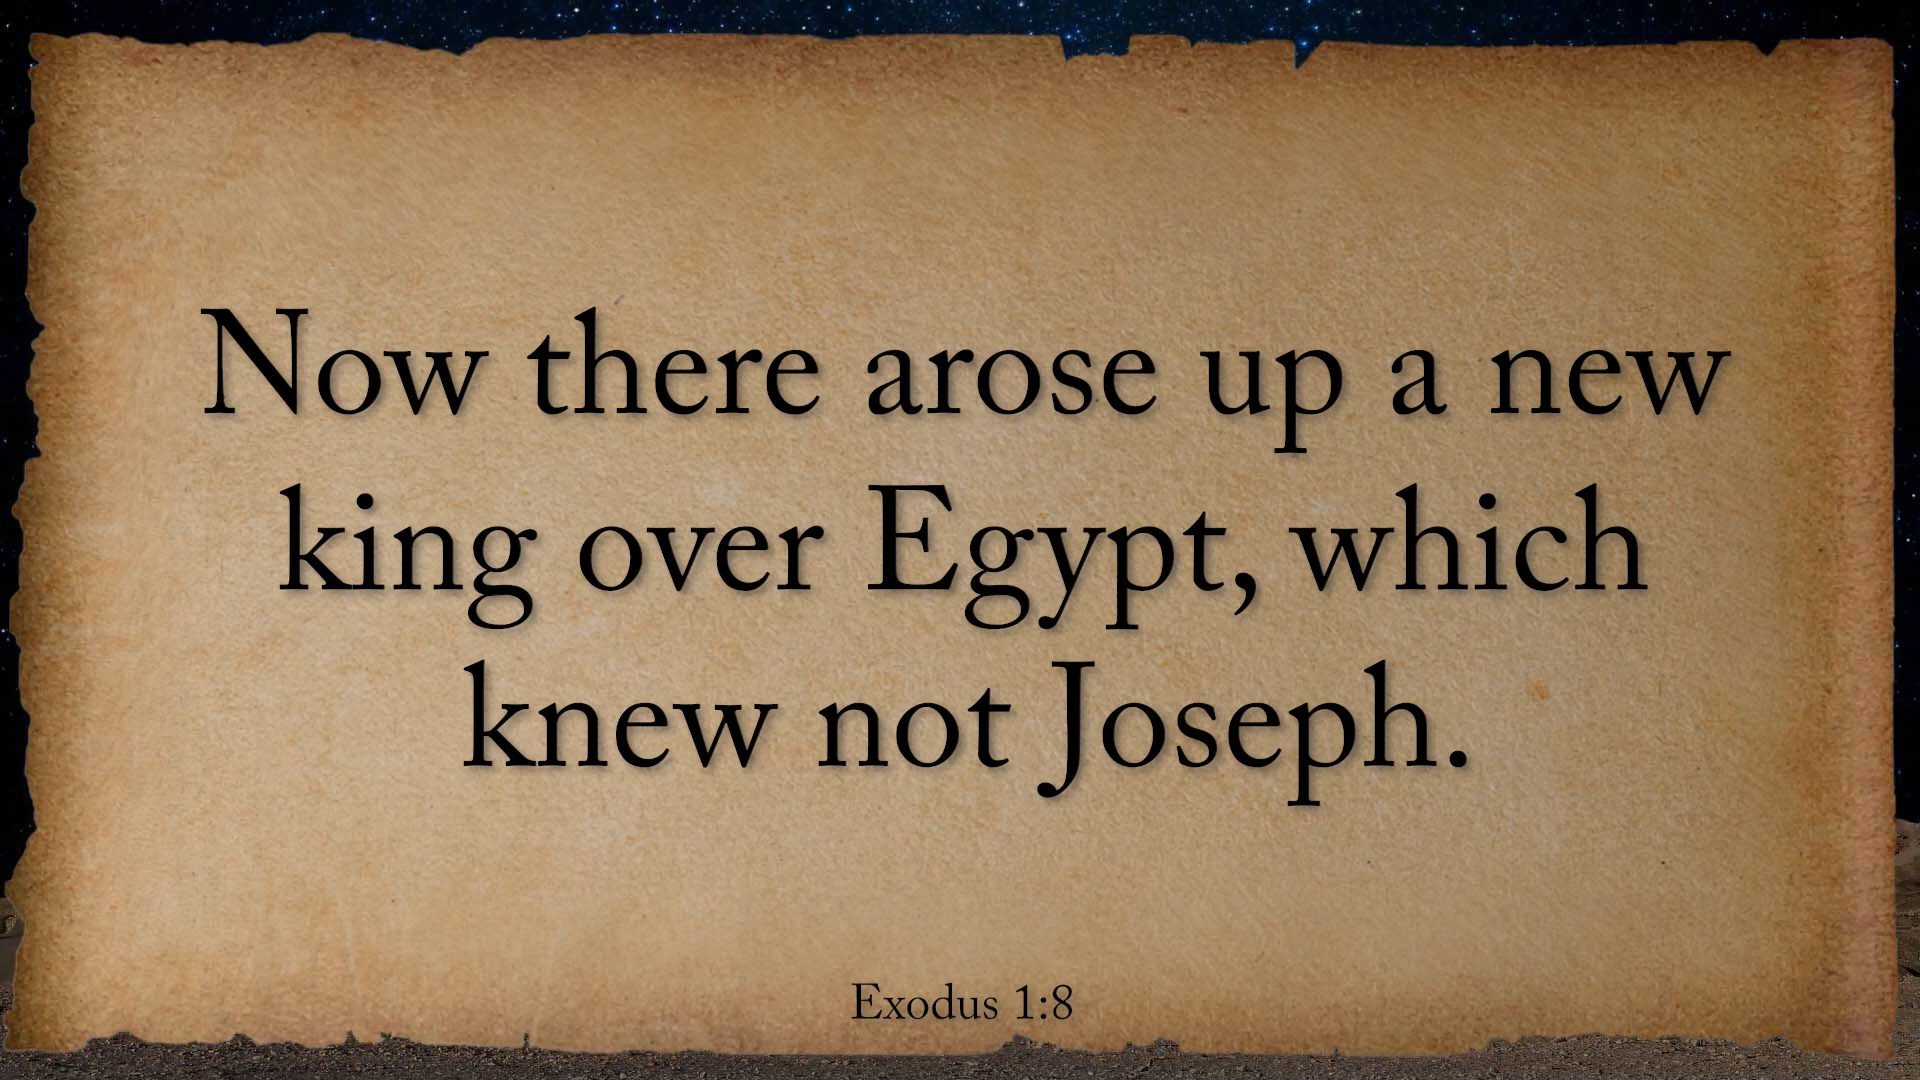 Now there arose up a new
king over Egypt, which
knew not Joseph.
Exodus 1:8